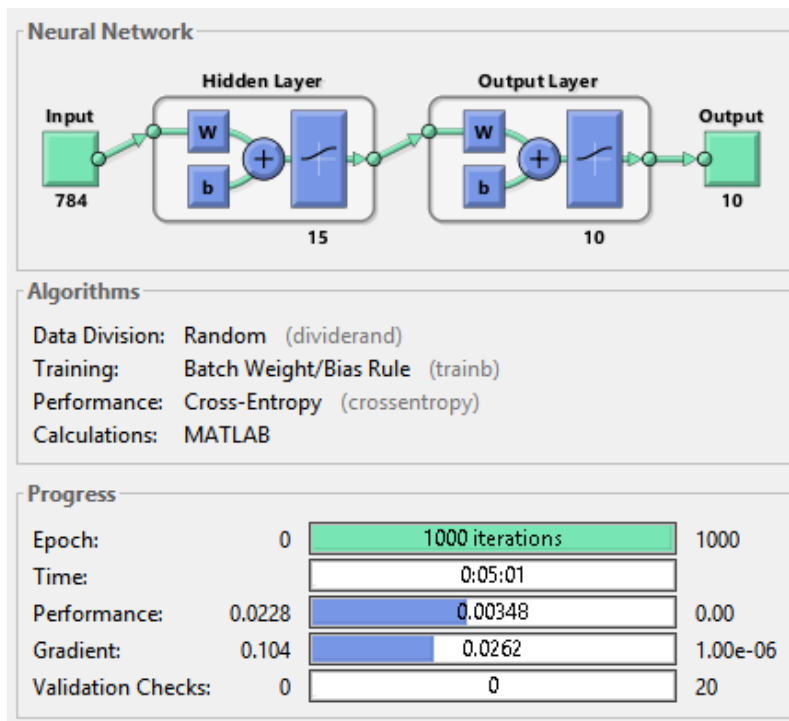 Neural Network
Hidden Layer
Output Layer
Input
W
b
+
W
b
+
Output
784
15
10
10
Algorithms
Data Division: Random (dividerand)
Training: Batch Weight/Bias Rule (trainb)
Performance: Cross-Entropy (crossentropy)
Calculations: MATLAB
Progress
Epoch: 0 1000 iterations 1000
Time: 0:05:01
Performance: 0.0228 0.00348 0.00
Gradient: 0.104 0.0262 1.00e-06
Validation Checks: 0 0 20